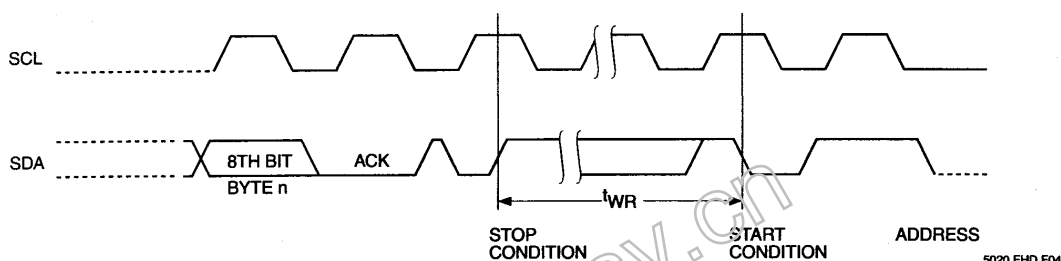 SCL
SDA
8TH BIT
ACK
BYTE n
tWR
STOP
CONDITION
START
CONDITION
ADDRESS
5020 FHD F04